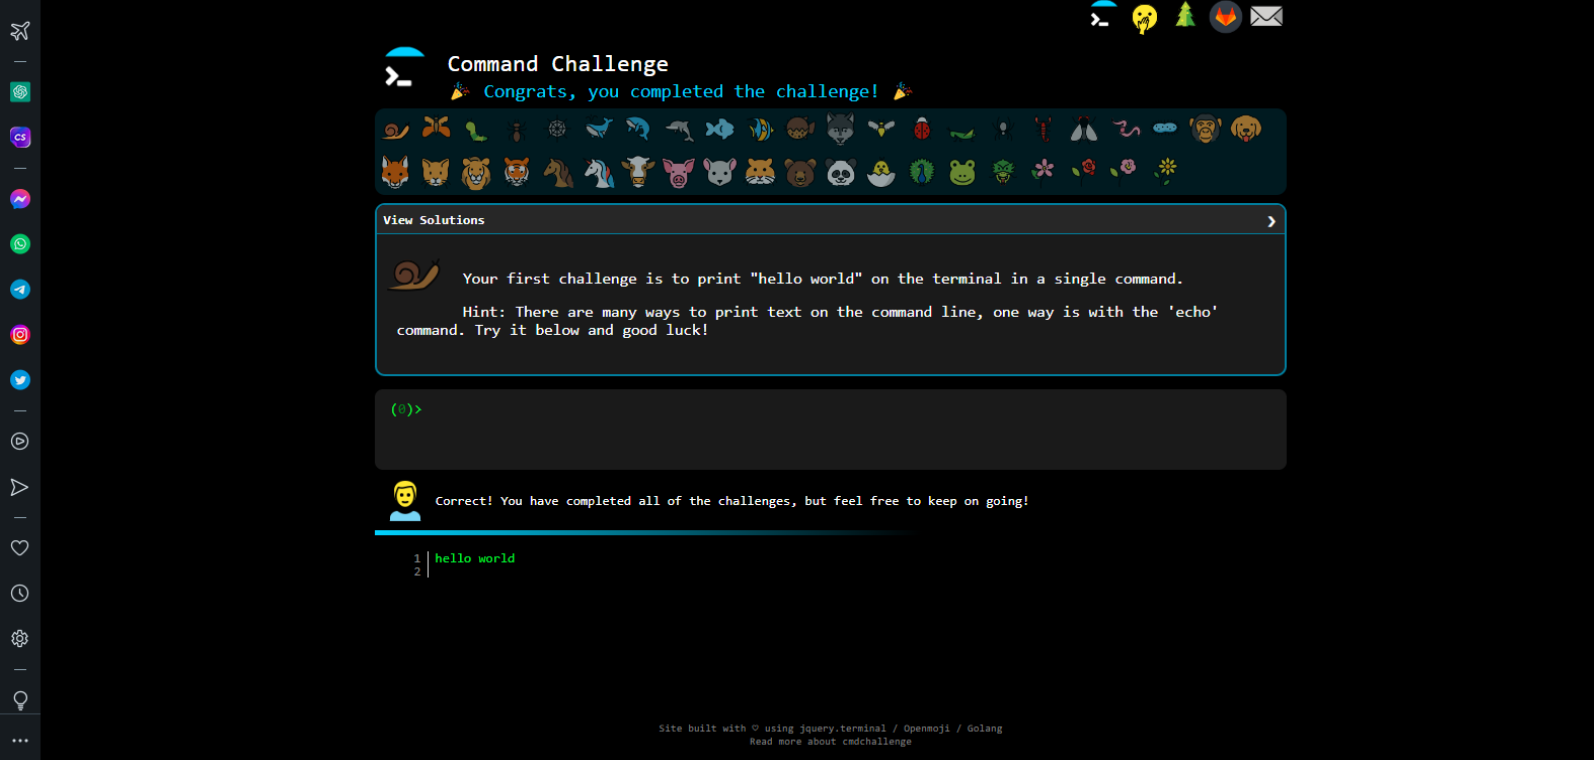 Command Challenge
🎉 Congrats, you completed the challenge! 🎉
CS
View Solutions
Your first challenge is to print "hello world" on the terminal in a single command.
Hint: There are many ways to print text on the command line, one way is with the 'echo'
command. Try it below and good luck!
(0)>
Correct! You have completed all of the challenges, but feel free to keep on going!
1 hello world
2
Site built with ♡ using jquery.terminal / Openmoji / Golang
Read more about cmdchallenge